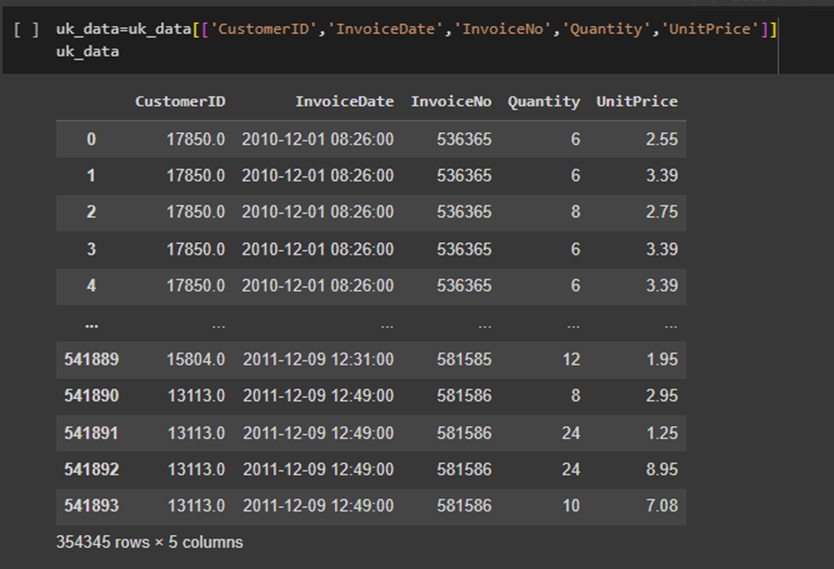 [ ] uk_data=uk_data[['CustomerID','InvoiceDate','InvoiceNo','Quantity','UnitPrice']]
uk_data
CustomerID InvoiceDate InvoiceNo Quantity UnitPrice
0 17850.0 2010-12-01 08:26:00 536365 6 2.55
1 17850.0 2010-12-01 08:26:00 536365 6 3.39
2 17850.0 2010-12-01 08:26:00 536365 8 2.75
3 17850.0 2010-12-01 08:26:00 536365 6 3.39
4 17850.0 2010-12-01 08:26:00 536365 6 3.39
... ... ... ... ... ...
541889 15804.0 2011-12-09 12:31:00 581585 12 1.95
541890 13113.0 2011-12-09 12:49:00 581586 8 2.95
541891 13113.0 2011-12-09 12:49:00 581586 24 1.25
541892 13113.0 2011-12-09 12:49:00 581586 24 8.95
541893 13113.0 2011-12-09 12:49:00 581586 10 7.08
354345 rows × 5 columns